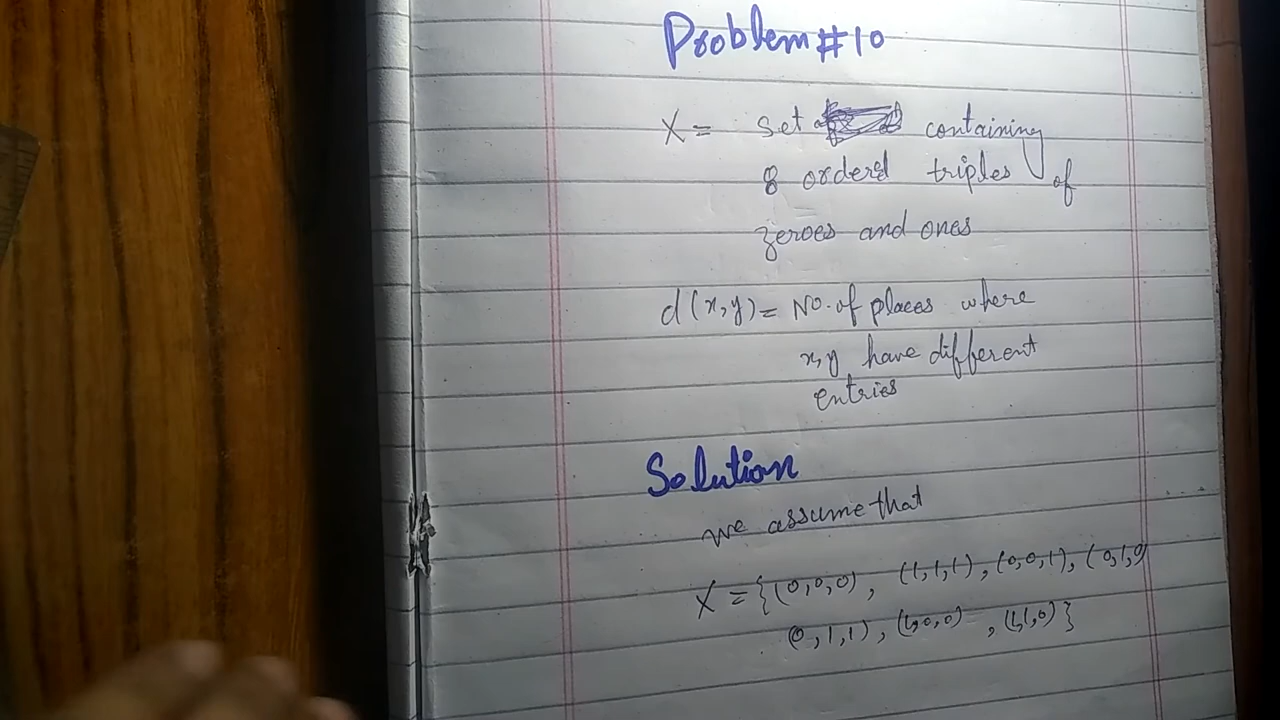 Problem #10
X = set containing
8 ordered triples of
zeroes and ones
d(x,y) = No. of places where
x,y have different
entries
Solution
we assume that
X = {(0,0,0), (1,1,1), (0,0,1), (0,1,0)
0,1,1), (1,0,0), (1,1,0)}